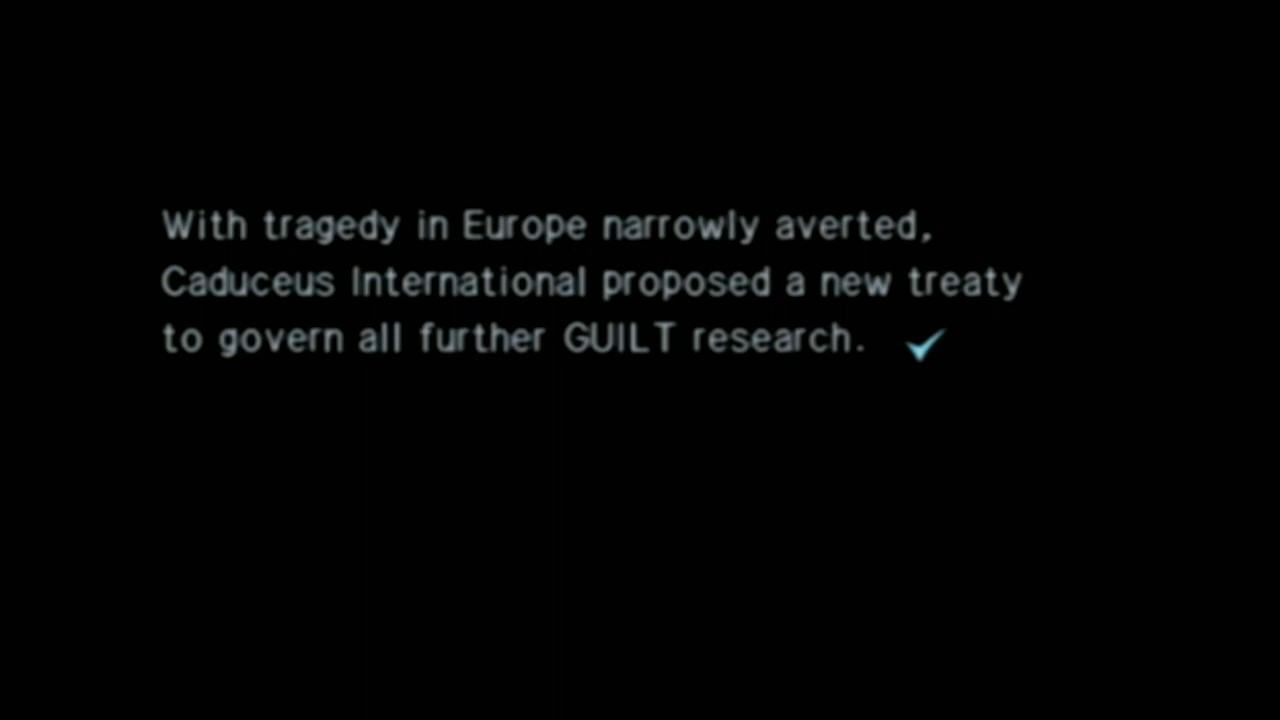 With tragedy in Europe narrowly averted,
Caduceus International proposed a new treaty
to govern all further GUILT research.